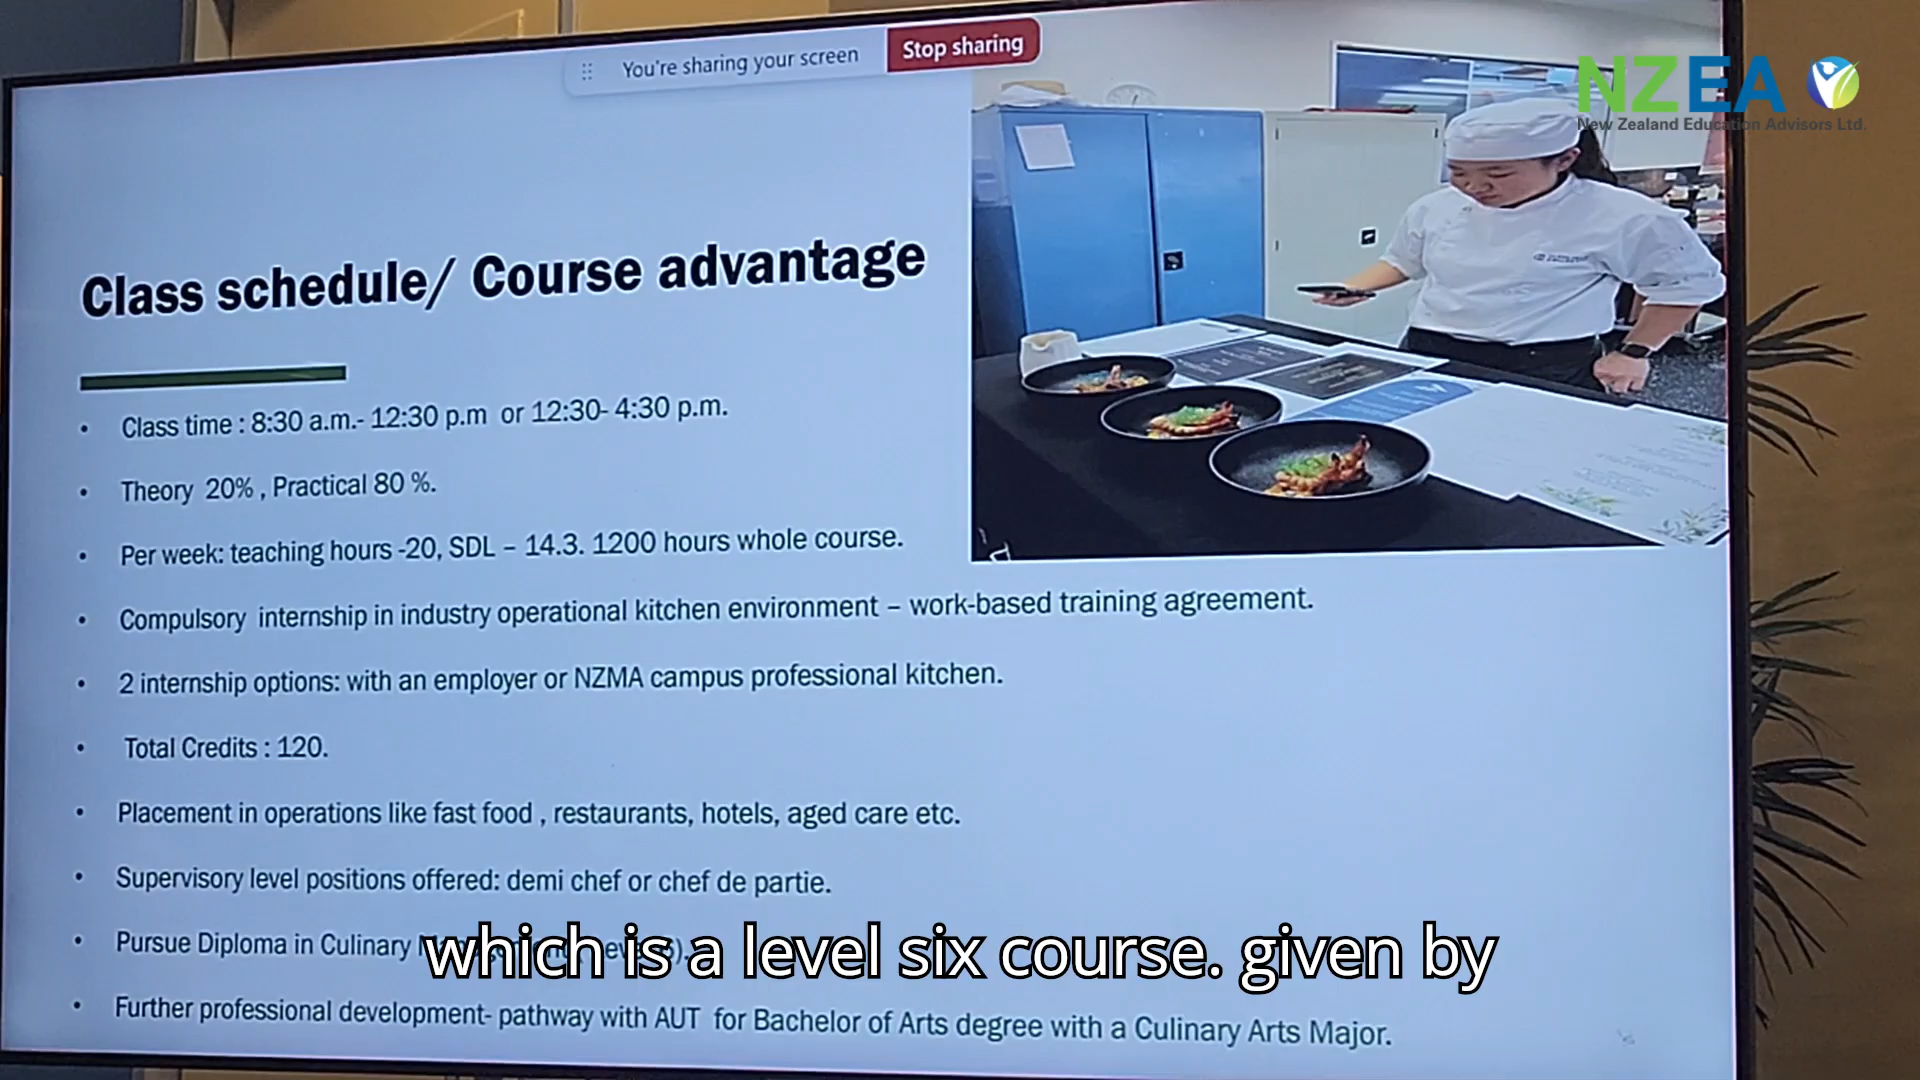 You're sharing your screen
Stop sharing
NZEA
New Zealand Education Advisors Ltd.
Class schedule/ Course advantage
• Class time : 8:30 a.m.- 12:30 p.m or 12:30- 4:30 p.m.
• Theory 20% , Practical 80 %.
• Per week: teaching hours -20, SDL – 14.3. 1200 hours whole course.
• Compulsory internship in industry operational kitchen environment – work-based training agreement.
• 2 internship options: with an employer or NZMA campus professional kitchen.
• Total Credits : 120.
• Placement in operations like fast food , restaurants, hotels, aged care etc.
• Supervisory level positions offered: demi chef or chef de partie.
• Pursue Diploma in Culinary
which is a level six course. given by
• Further professional development- pathway with AUT for Bachelor of Arts degree with a Culinary Arts Major.